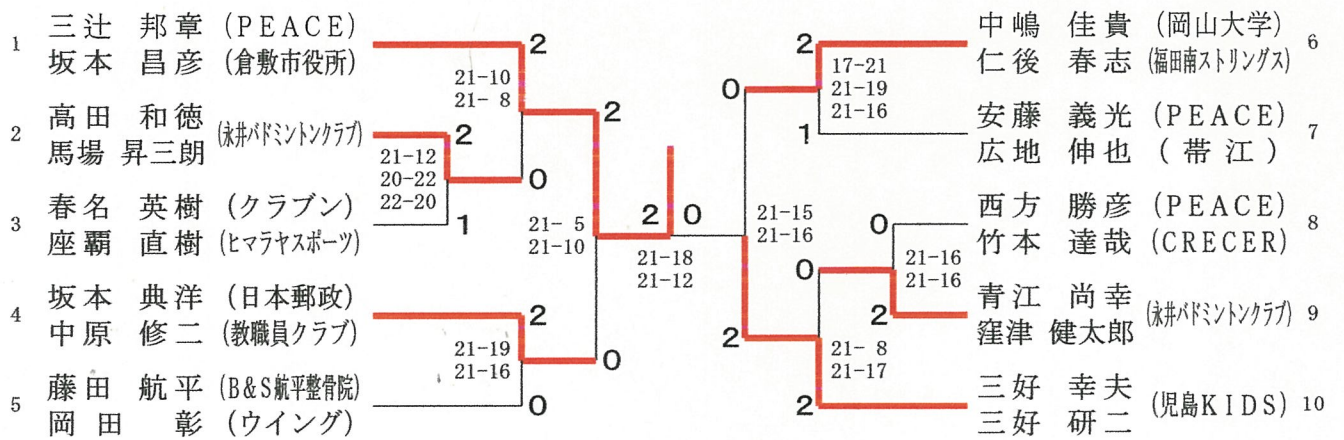 1 三辻 邦章 (PEACE)
坂本 昌彦 (倉敷市役所)
2 高田 和徳 (永井バドミントンクラブ)
馬場 昇三朗
3 春名 英樹 (クラブン)
座覇 直樹 (ヒマラヤスポーツ)
4 坂本 典洋 (日本郵政)
中原 修二 (教職員クラブ)
5 藤田 航平 (B&S航平整骨院)
岡田 彰 (ウイング)
2
21-10
21- 8
0
2
21-12
20-22
22-20
1
2
21- 5
21-10
0
2
21-19
21-16
0
2 0
21-18
21-12
0
21-15
21-16
2
2
17-21
21-19
21-16
1
0
21- 8
21-17
2
0
21-16
21-16
2
中嶋 佳貴 (岡山大学) 6
仁後 春志 (福田南ストリングス)
安藤 義光 (PEACE) 7
広地 伸也 (帯江)
西方 勝彦 (PEACE) 8
竹本 達哉 (CRECER)
青江 尚幸 (永井バドミントンクラブ) 9
窪津 健太郎
三好 幸夫 (児島KIDS) 10
三好 研二